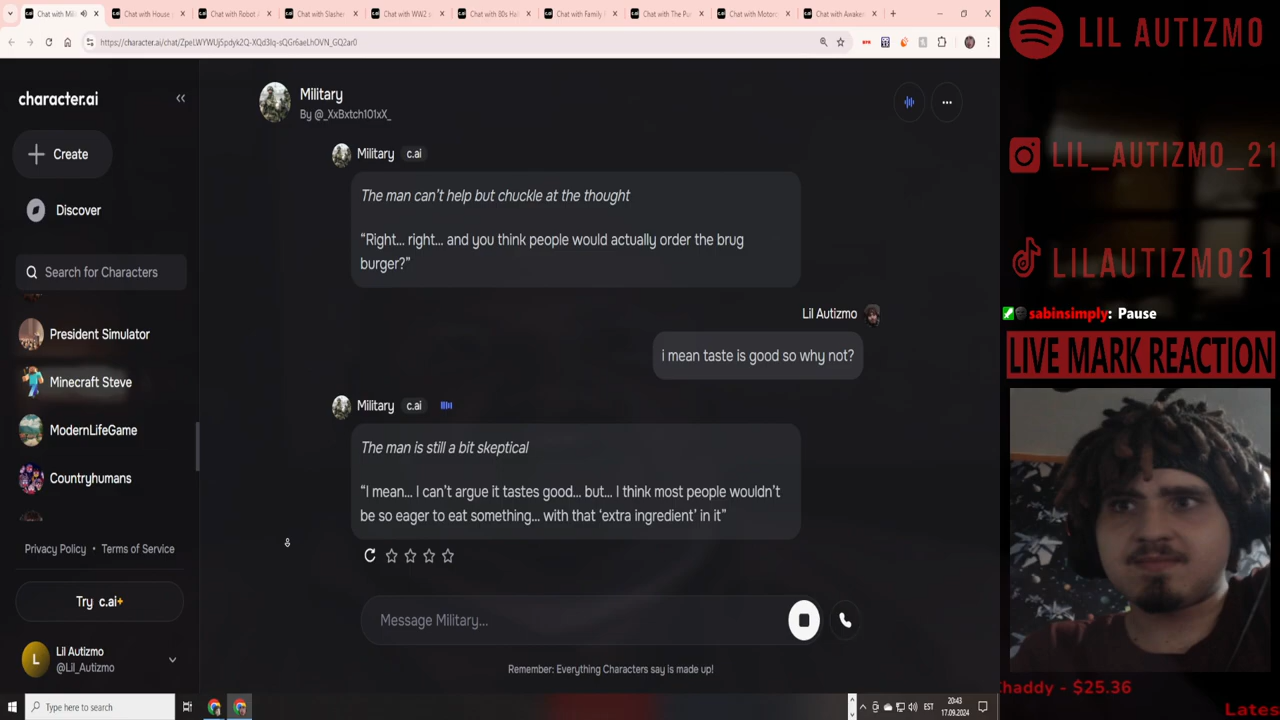 Chat with Mili
Chat with House
Chat with Robot A
Chat with Slasher
Chat with WW2 s
Chat with 80s Ha
Chat with Family
Chat with The Pu
Chat with Motorc
Chat with Awaken
https://character.ai/chat/ZpeLWYWUj5pdyk2Q-XQd3Iq-sQGr6aeLhOVN_GQ2ar0
character.ai
Create
Discover
Search for Characters
President Simulator
Minecraft Steve
ModernLifeGame
Countryhumans
Privacy Policy • Terms of Service
Try c.ai+
L
Lil Autizmo
@Lil_Autizmo
Military
By @_XxBxtch101xX_
Military c.ai
The man can't help but chuckle at the thought
“Right... right... and you think people would actually order the brug
burger?”
Lil Autizmo
i mean taste is good so why not?
Military c.ai
The man is still a bit skeptical
“I mean... I can’t argue it tastes good... but... I think most people wouldn’t
be so eager to eat something... with that ‘extra ingredient’ in it”
Message Military...
Remember: Everything Characters say is made up!
Type here to search
EST
20:43
17.09.2024
LIL AUTIZMO
LIL_AUTIZMO_21
LILAUTIZMO21
sabinsimply: Pause
LIVE MARK REACTION
haddy - $25.36
Lates